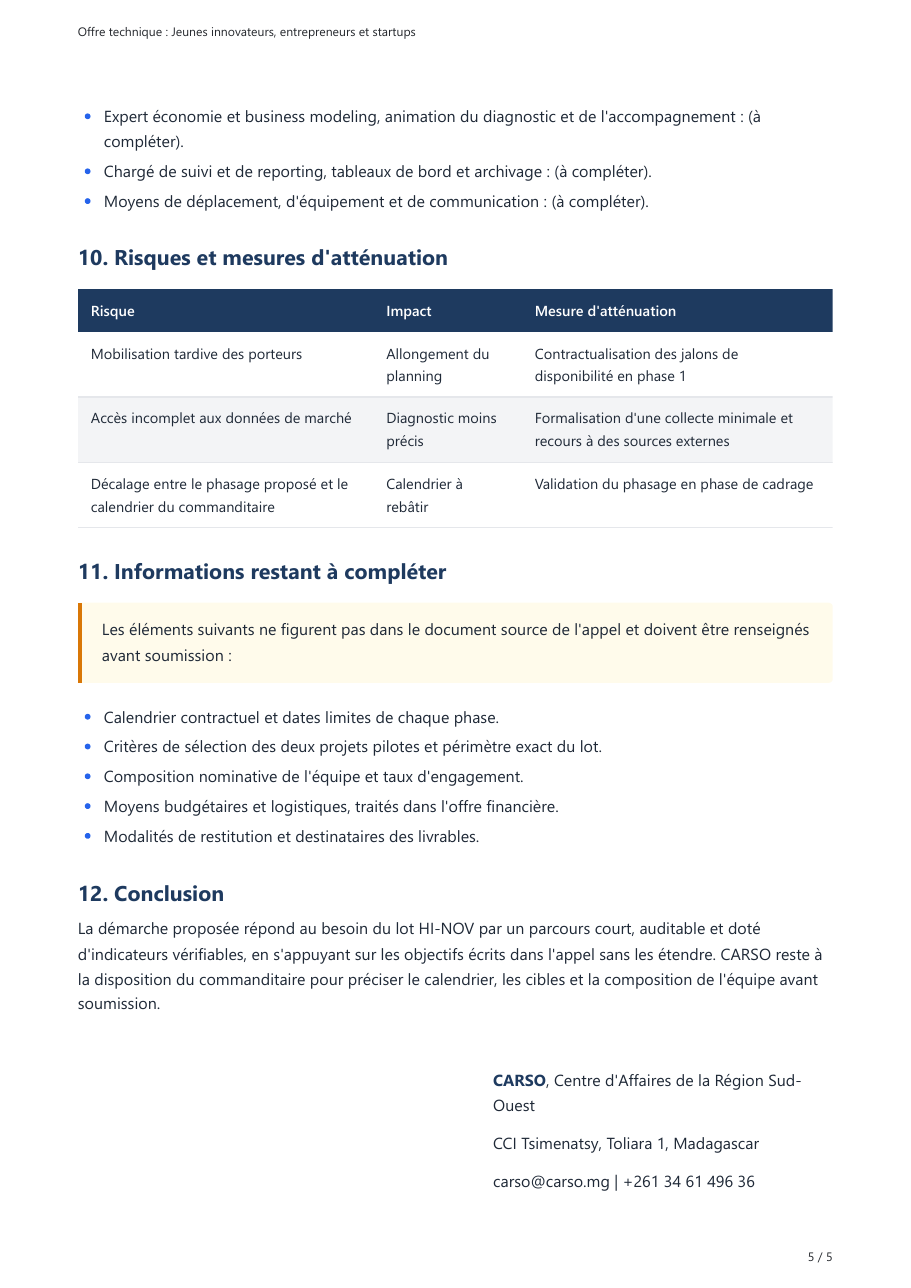 Offre technique : Jeunes innovateurs, entrepreneurs et startups
• Expert économie et business modeling, animation du diagnostic et de l'accompagnement : (à
compléter).
• Chargé de suivi et de reporting, tableaux de bord et archivage : (à compléter).
• Moyens de déplacement, d'équipement et de communication : (à compléter).
10. Risques et mesures d'atténuation
Risque Impact Mesure d'atténuation
Mobilisation tardive des porteurs Allongement du Contractualisation des jalons de
planning disponibilité en phase 1
Accès incomplet aux données de marché Diagnostic moins Formalisation d'une collecte minimale et
précis recours à des sources externes
Décalage entre le phasage proposé et le Calendrier à Validation du phasage en phase de cadrage
calendrier du commanditaire rebâtir
11. Informations restant à compléter
Les éléments suivants ne figurent pas dans le document source de l'appel et doivent être renseignés
avant soumission :
• Calendrier contractuel et dates limites de chaque phase.
• Critères de sélection des deux projets pilotes et périmètre exact du lot.
• Composition nominative de l'équipe et taux d'engagement.
• Moyens budgétaires et logistiques, traités dans l'offre financière.
• Modalités de restitution et destinataires des livrables.
12. Conclusion
La démarche proposée répond au besoin du lot HI-NOV par un parcours court, auditable et doté
d'indicateurs vérifiables, en s'appuyant sur les objectifs écrits dans l'appel sans les étendre. CARSO reste à
la disposition du commanditaire pour préciser le calendrier, les cibles et la composition de l'équipe avant
soumission.
CARSO, Centre d'Affaires de la Région Sud-
Ouest
CCI Tsimenatsy, Toliara 1, Madagascar
carso@carso.mg | +261 34 61 496 36
5 / 5